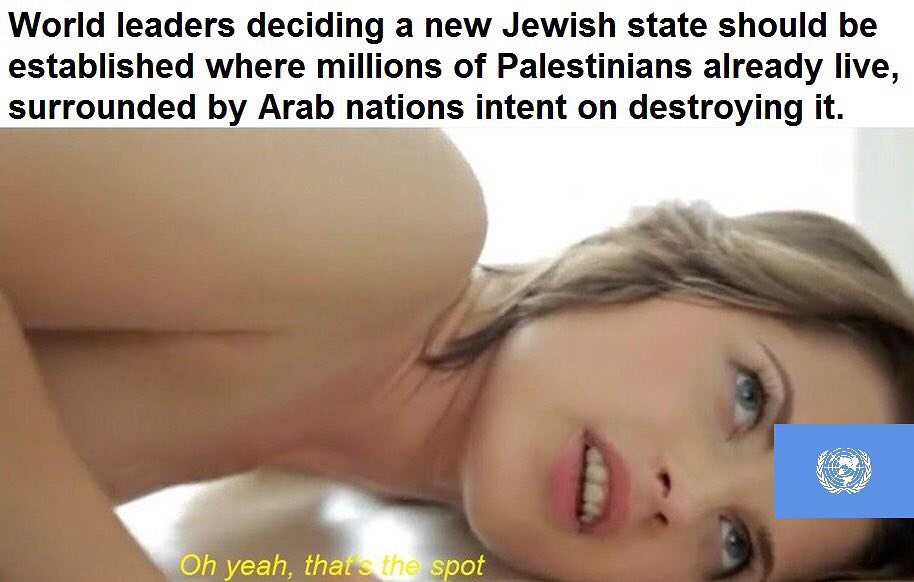 World leaders deciding a new Jewish state should be
established where millions of Palestinians already live,
surrounded by Arab nations intent on destroying it.
Oh yeah, that's the spot